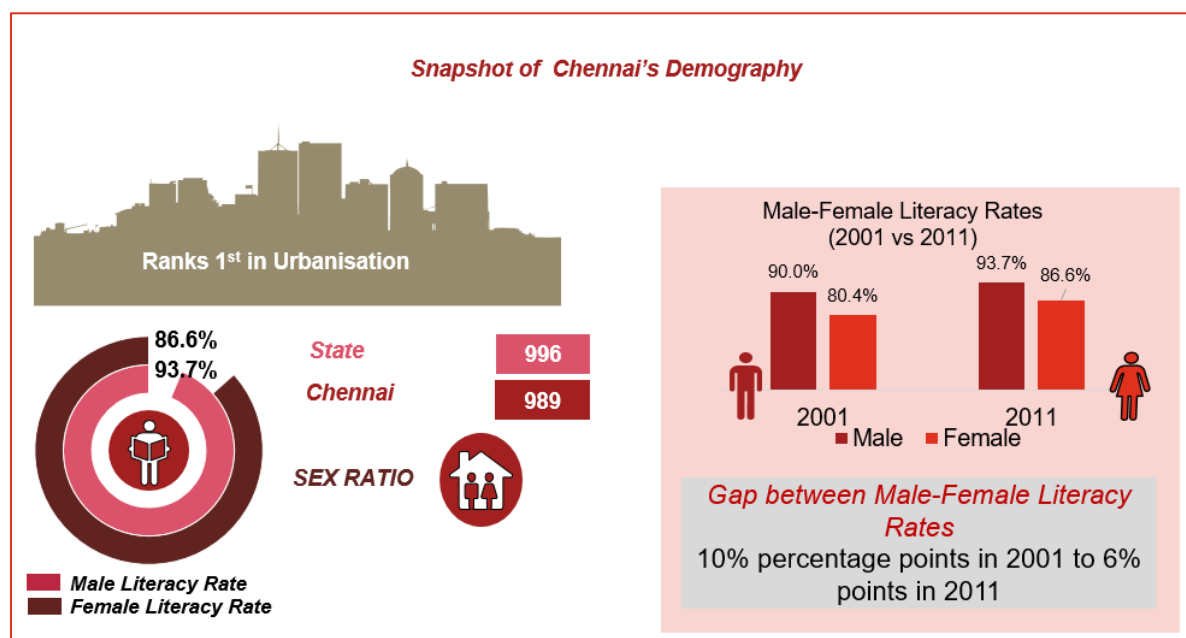 Snapshot of Chennai's Demography
Ranks 1st in Urbanisation
86.6%
93.7%
Male Literacy Rate
Female Literacy Rate
State
996
Chennai
989
SEX RATIO
Male-Female Literacy Rates
(2001 vs 2011)
90.0%
80.4%
93.7%
86.6%
2001
2011
Male
Female
Gap between Male-Female Literacy
Rates
10% percentage points in 2001 to 6%
points in 2011